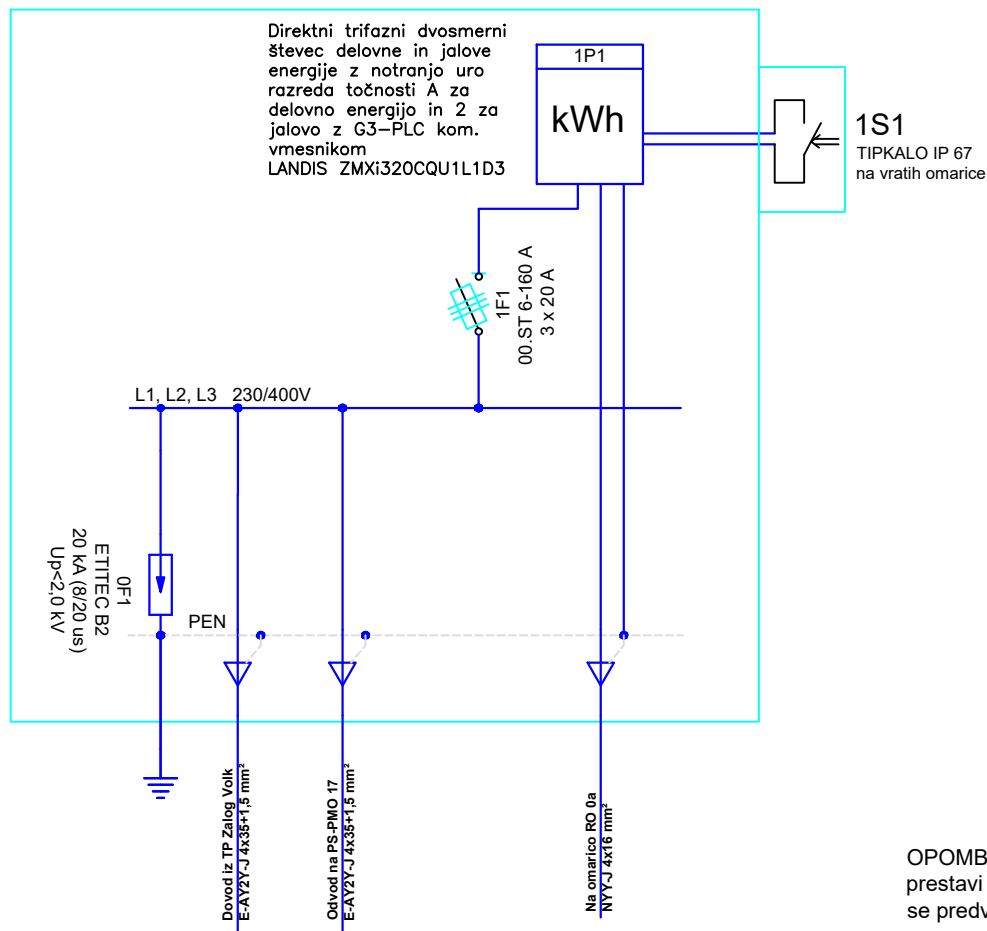 Direktni trifazni dvosmerni
števec delovne in jalove
energije z notranjo uro
razreda točnosti A za
delovno energijo in 2 za
jalovo z G3-PLC kom.
vmesnikom
LANDIS ZMXi320CQU1L1D3
1P1
kWh
1S1
TIPKALO IP 67
na vratih omarice
1F1
00.ST 6-160 A
3 x 20 A
L1, L2, L3 230/400V
0F1
ETITEC B2
20 kA (8/20 us)
Up<2,0 kV
PEN
Dovod iz TP Zalog Volk
E-AY2Y-J 4x35+1,5 mm²
Odvod na PS-PMO 17
E-AY2Y-J 4x35+1,5 mm²
Na omarico RO 0a
NYY-J 4x16 mm²
OPOMB
prestavi
se predv